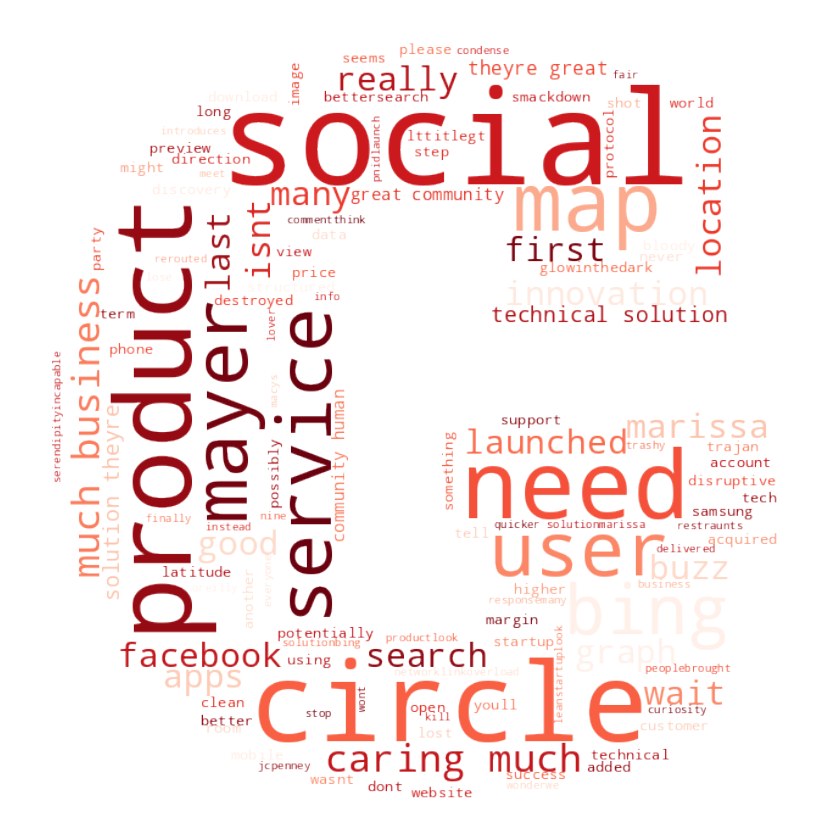 condense
please
seems
theyre great
fair
really
image
download
bettersearch
smackdown
shot
world
long
social
introduces
lttitlegt
protocol
preview
step
pnidlaunch
direction
might
meet
location
discovery
many
great community
map
product
last
isnt
commentthink
data
first
bloody
party
view
never
rerouted
glowinthedark
price
innovation
much business
mayer
destroyed
info
term
technical solution
lover
service
phone
serendipityincapable
macys
solution theyre
community human
support
marissa
something
launched
trashy
trajan
possibly
account
need
disruptive
tech
samsung
finally
nine
instead
quicker solutionmarissa
restraunts
tell
user
acquired
good
delivered
everyone
latitude
buzz
another
higher
business
bing
responsemany
margin
potentially
productlook
startup
solutionbing
graph
facebook
using
search
leanstartuplook
peoplebrought
apps
circle
networklinkoverload
wait
clean
wont
open
youll
stop
kill
curiosity
better
room
lost
customer
mobile
caring much
technical
jcpenney
added
wasnt
success
dont
website
wonderwe